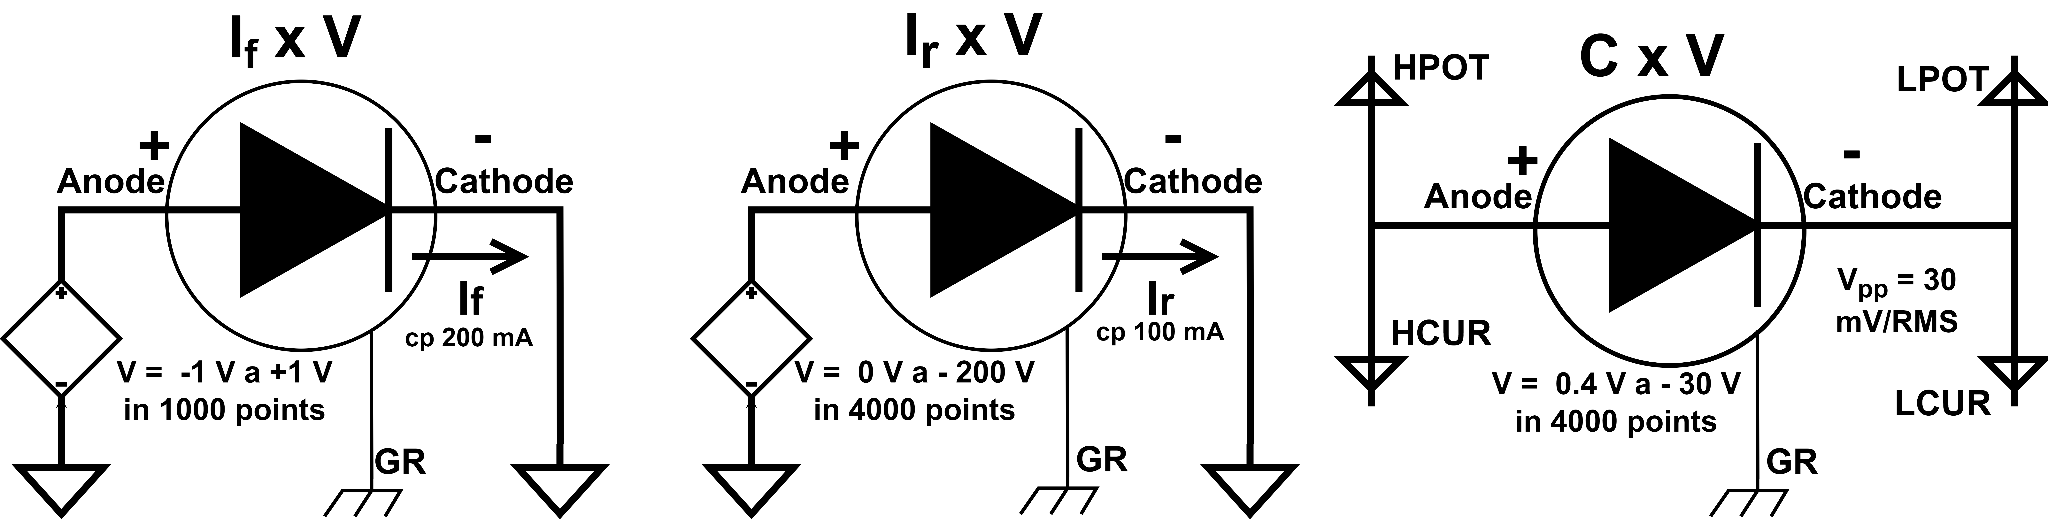 If x V
+
-
Anode
Cathode
+
-
If
cp 200 mA
V = -1 V a +1 V
in 1000 points
GR
Ir x V
+
-
Anode
Cathode
+
-
Ir
cp 100 mA
V = 0 V a - 200 V
in 4000 points
GR
C x V
HPOT
LPOT
+
-
Anode
Cathode
Vpp = 30
mV/RMS
HCUR
V = 0.4 V a - 30 V
in 4000 points
LCUR
GR